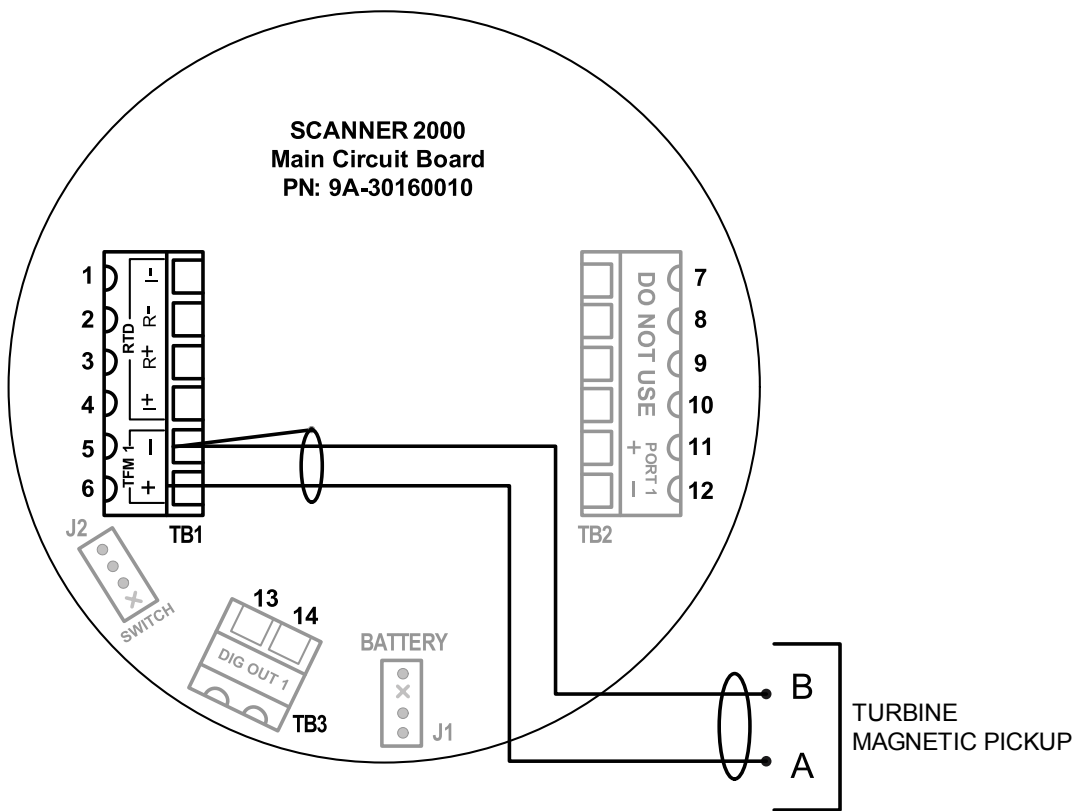 SCANNER 2000
Main Circuit Board
PN: 9A-30160010
1
2
3
4
5
6
I-
R-
R+
I+
RTD
−
+
TFM 1
TB1
7
8
9
10
11
12
DO NOT USE
+
−
PORT 1
TB2
J2
SWITCH
13
14
DIG OUT 1
TB3
BATTERY
J1
B
A
TURBINE
MAGNETIC PICKUP